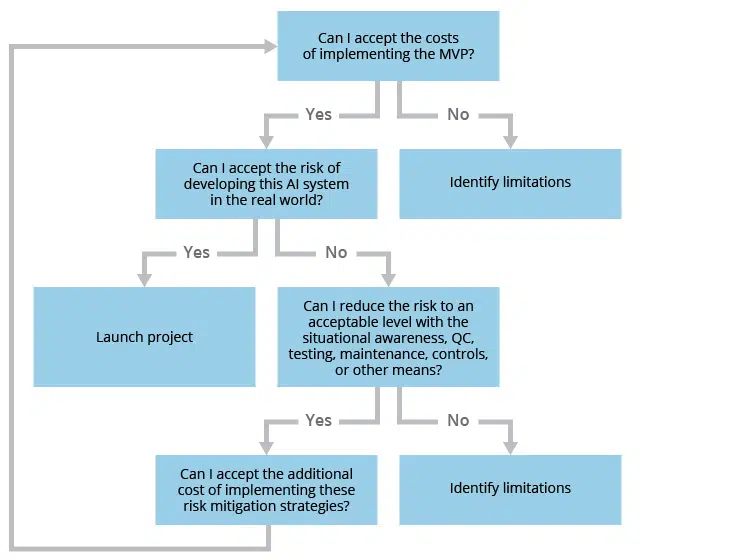 Can I accept the costs
of implementing the MVP?
Yes
No
Can I accept the risk of
developing this AI system
in the real world?
Identify limitations
Yes
No
Launch project
Can I reduce the risk to an
acceptable level with the
situational awareness, QC,
testing, maintenance, controls,
or other means?
Yes
No
Can I accept the additional
cost of implementing these
risk mitigation strategies?
Identify limitations